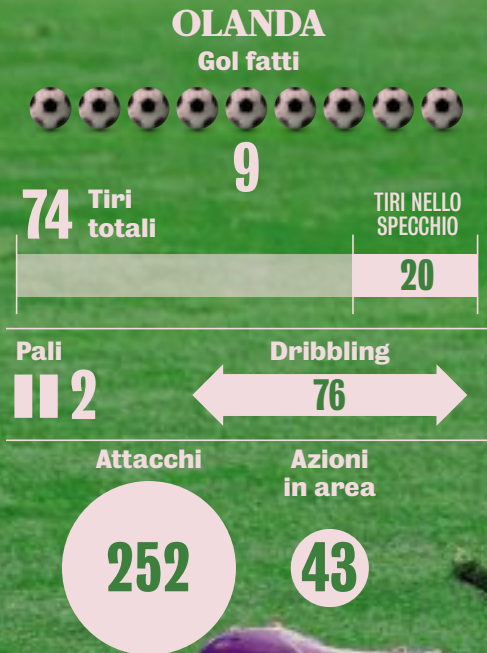 OLANDA
Gol fatti
9
74 Tiri
totali
TIRI NELLO
SPECCHIO
20
Pali
2
Dribbling
76
Attacchi
252
Azioni
in area
43